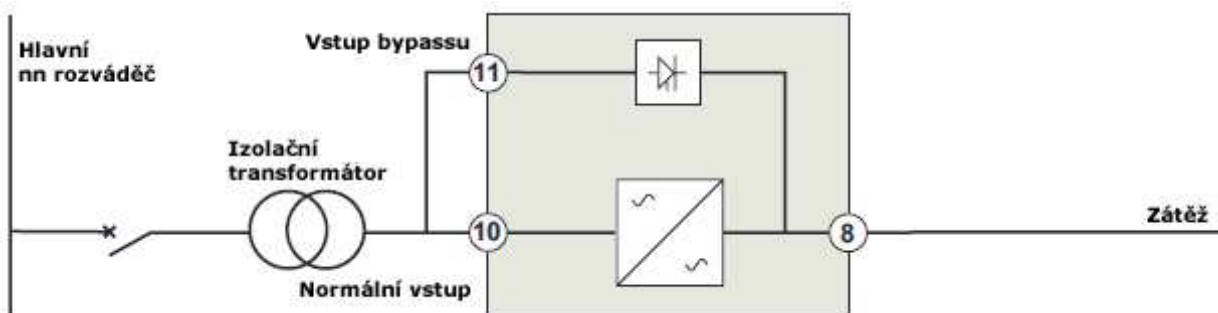 Hlavní
nn rozváděč
Vstup bypassu
11
Izolační
transformátor
10
8
Zátěž
Normální vstup